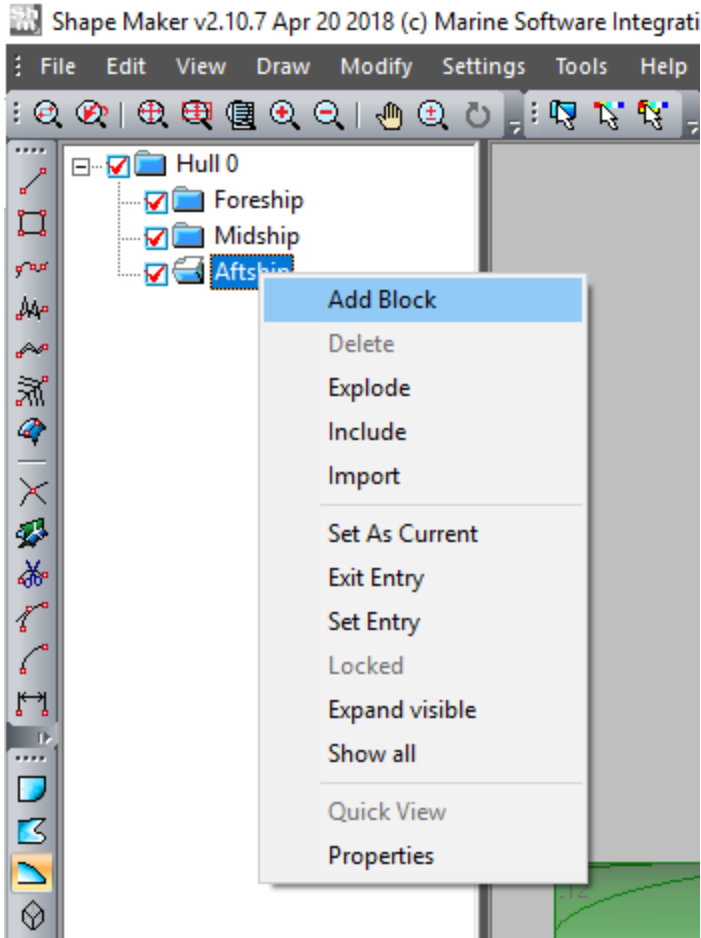 Shape Maker v2.10.7 Apr 20 2018 (c) Marine Software Integrati
File Edit View Draw Modify Settings Tools Help
Hull 0
Foreship
Midship
Aftship
Add Block
Delete
Explode
Include
Import
Set As Current
Exit Entry
Set Entry
Locked
Expand visible
Show all
Quick View
Properties
.12